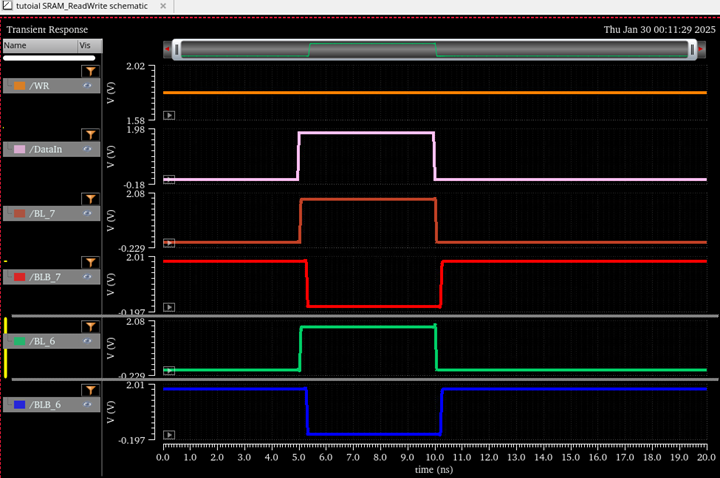 tutoial SRAM_ReadWrite schematic
Transient Response
Thu Jan 30 00:11:29 2025
Name Vis
/WR
V (V)
2.02
1.58
/DataIn
V (V)
1.98
-0.18
/BL_7
V (V)
2.08
-0.229
/BLB_7
V (V)
2.01
-0.197
/BL_6
V (V)
2.08
-0.229
/BLB_6
V (V)
2.01
-0.197
0.0 1.0 2.0 3.0 4.0 5.0 6.0 7.0 8.0 9.0 10.0 11.0 12.0 13.0 14.0 15.0 16.0 17.0 18.0 19.0 20.0
time (ns)